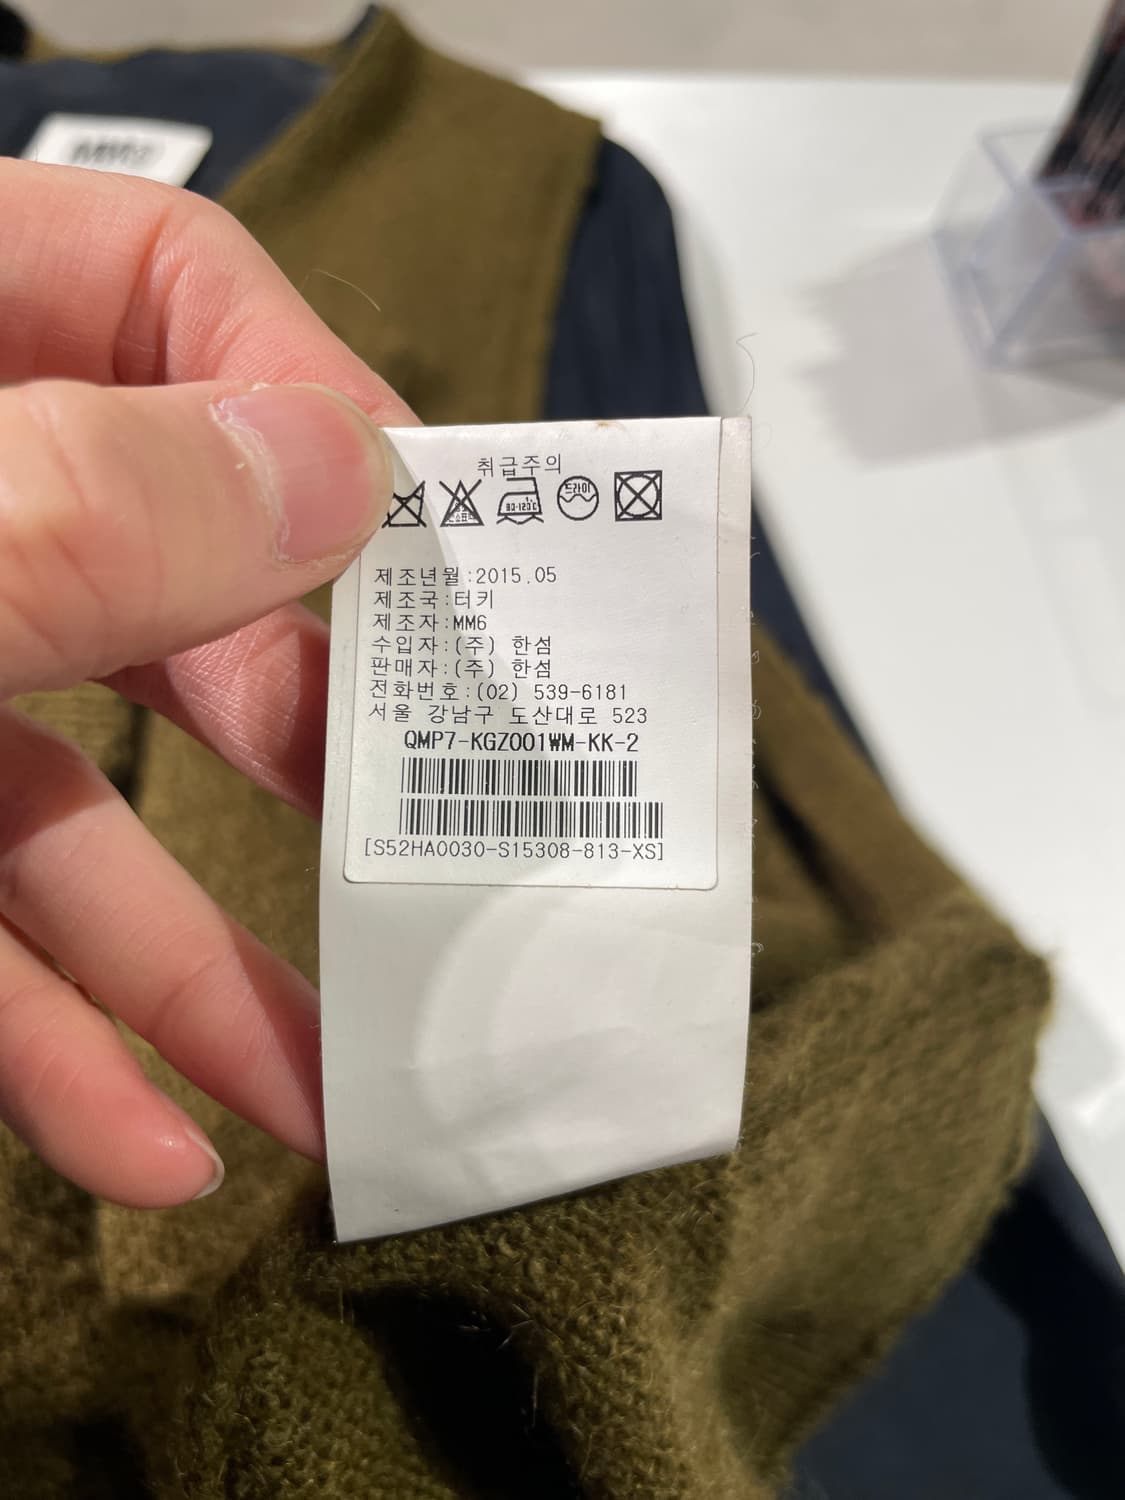 취급주의
드라이
80-120℃
제조년월:2015.05
제조국:터키
제조자:MM6
수입자:(주) 한섬
판매자:(주) 한섬
전화번호:(02) 539-6181
서울 강남구 도산대로 523
QMP7-KGZ001WM-KK-2
[S52HA0030-S15308-813-XS]